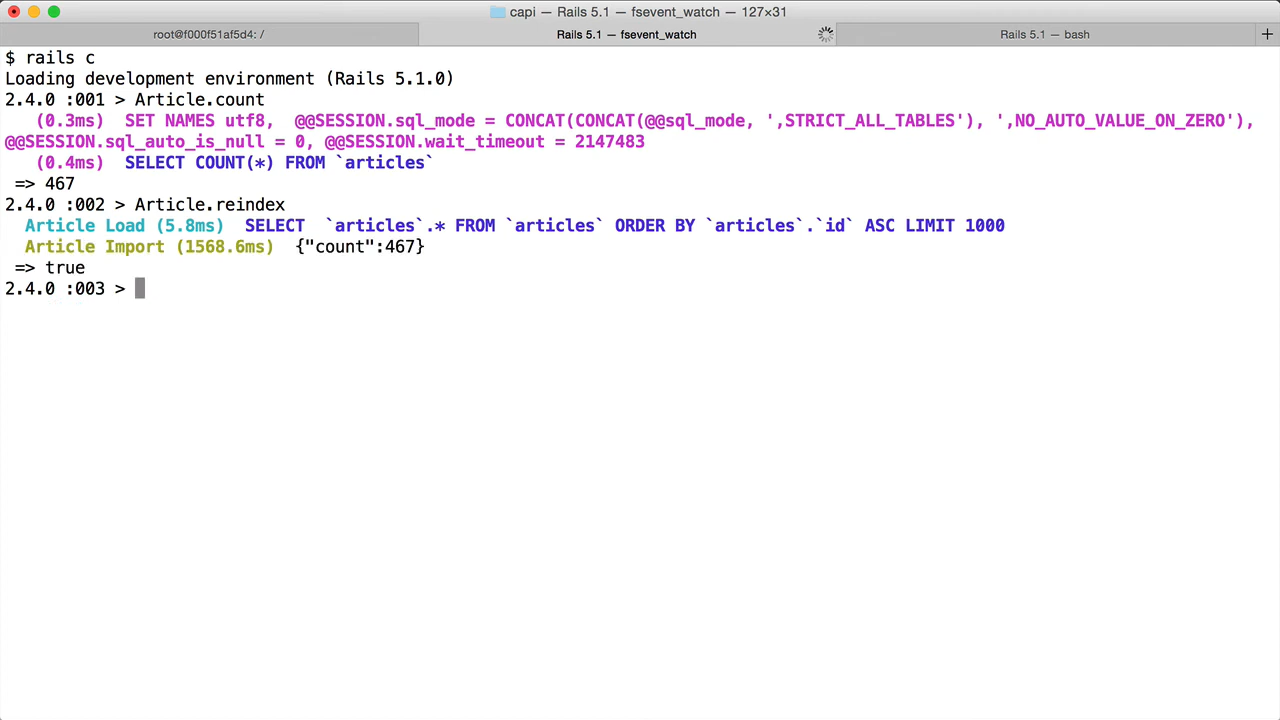 capi — Rails 5.1 — fsevent_watch — 127×31
root@f000f51af5d4: /
Rails 5.1 — fsevent_watch
Rails 5.1 — bash
+
$ rails c
Loading development environment (Rails 5.1.0)
2.4.0 :001 > Article.count
(0.3ms)  SET NAMES utf8,  @@SESSION.sql_mode = CONCAT(CONCAT(@@sql_mode, ',STRICT_ALL_TABLES'), ',NO_AUTO_VALUE_ON_ZERO'),
@@SESSION.sql_auto_is_null = 0, @@SESSION.wait_timeout = 2147483
(0.4ms)  SELECT COUNT(*) FROM `articles`
=> 467
2.4.0 :002 > Article.reindex
Article Load (5.8ms)  SELECT  `articles`.* FROM `articles` ORDER BY `articles`.`id` ASC LIMIT 1000
Article Import (1568.6ms)  {"count":467}
=> true
2.4.0 :003 >